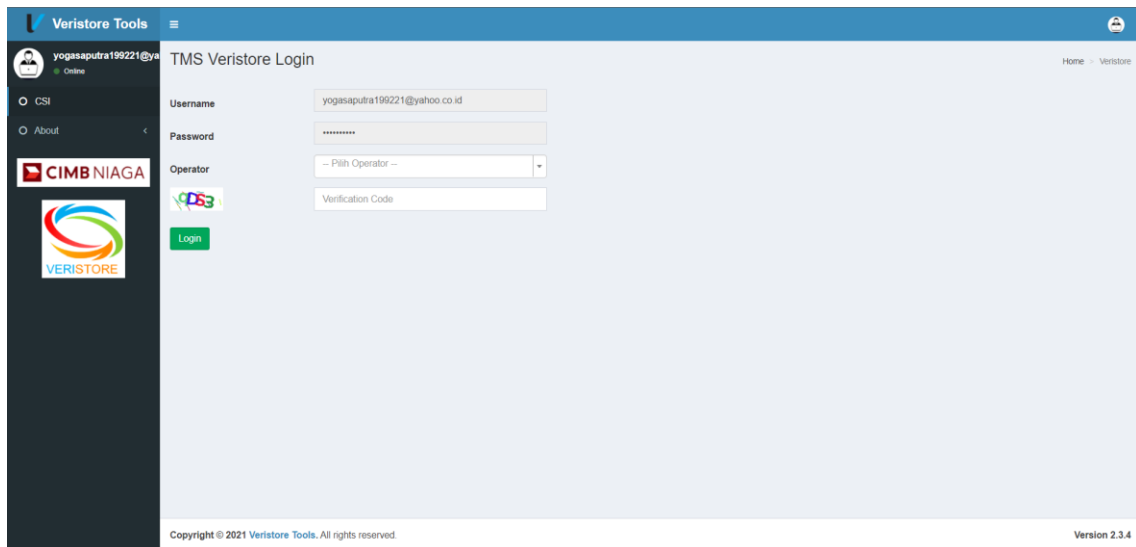 Veristore Tools
yogasaputra199221@ya
Online
TMS Veristore Login
Home > Veristore
CSI
About
CIMB NIAGA
VERISTORE
Username
yogasaputra199221@yahoo.co.id
Password
••••••••••
Operator
-- Pilih Operator --
Verification Code
Login
Copyright © 2021 Veristore Tools. All rights reserved.
Version 2.3.4